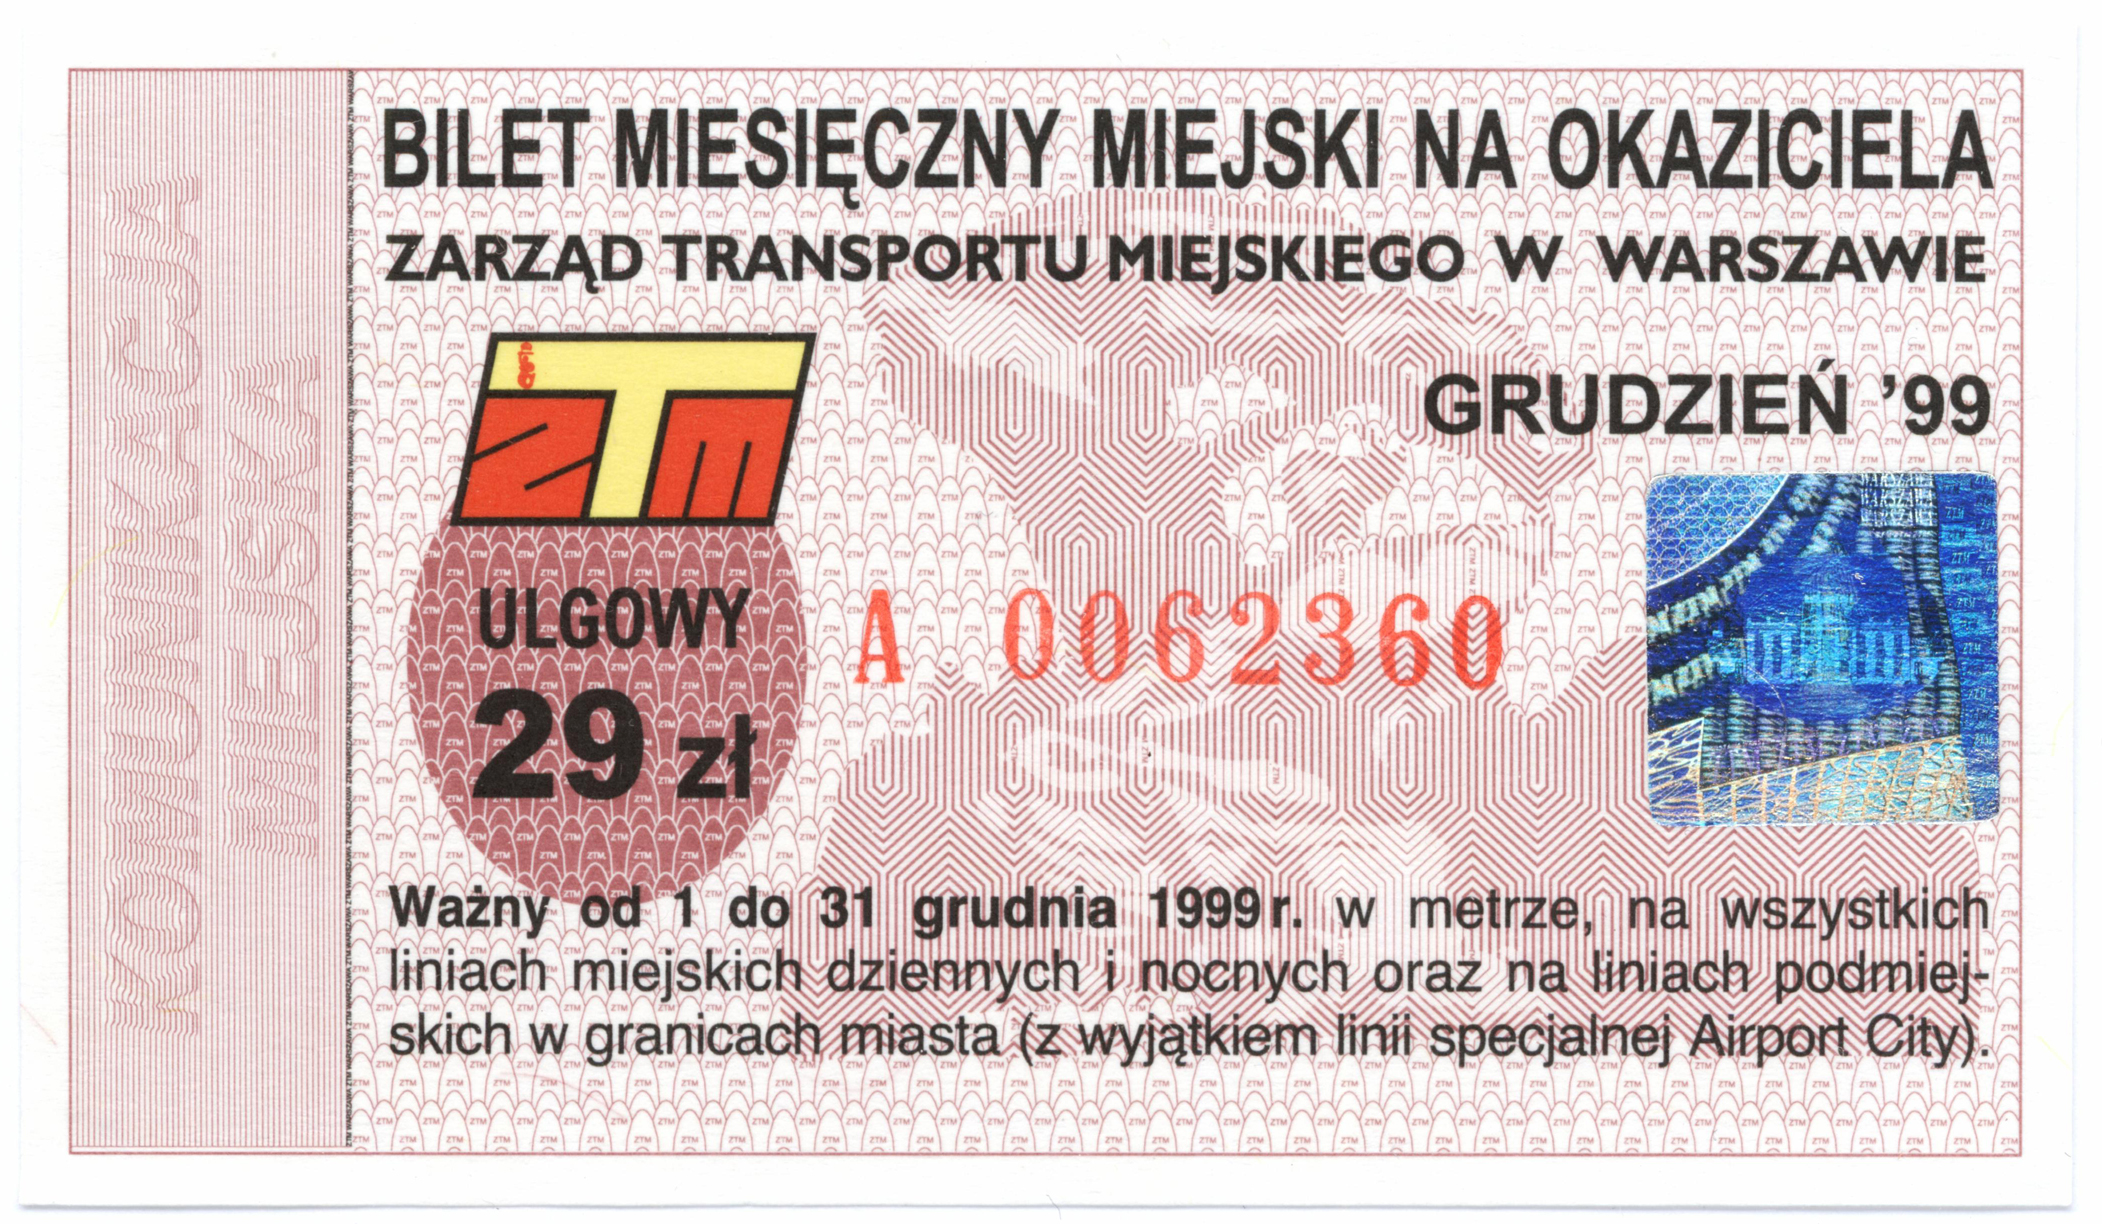 BILET MIESIĘCZNY MIEJSKI NA OKAZICIELA
ZARZĄD TRANSPORTU MIEJSKIEGO W WARSZAWIE
ZTM
GRUDZIEŃ '99
ULGOWY
29 zł
A 0062360
Ważny od 1 do 31 grudnia 1999 r. w metrze, na wszystkich
liniach miejskich dziennych i nocnych oraz na liniach podmiej-
skich w granicach miasta (z wyjątkiem linii specjalnej Airport City).
KOMUNIKACJA
MIEJSKA